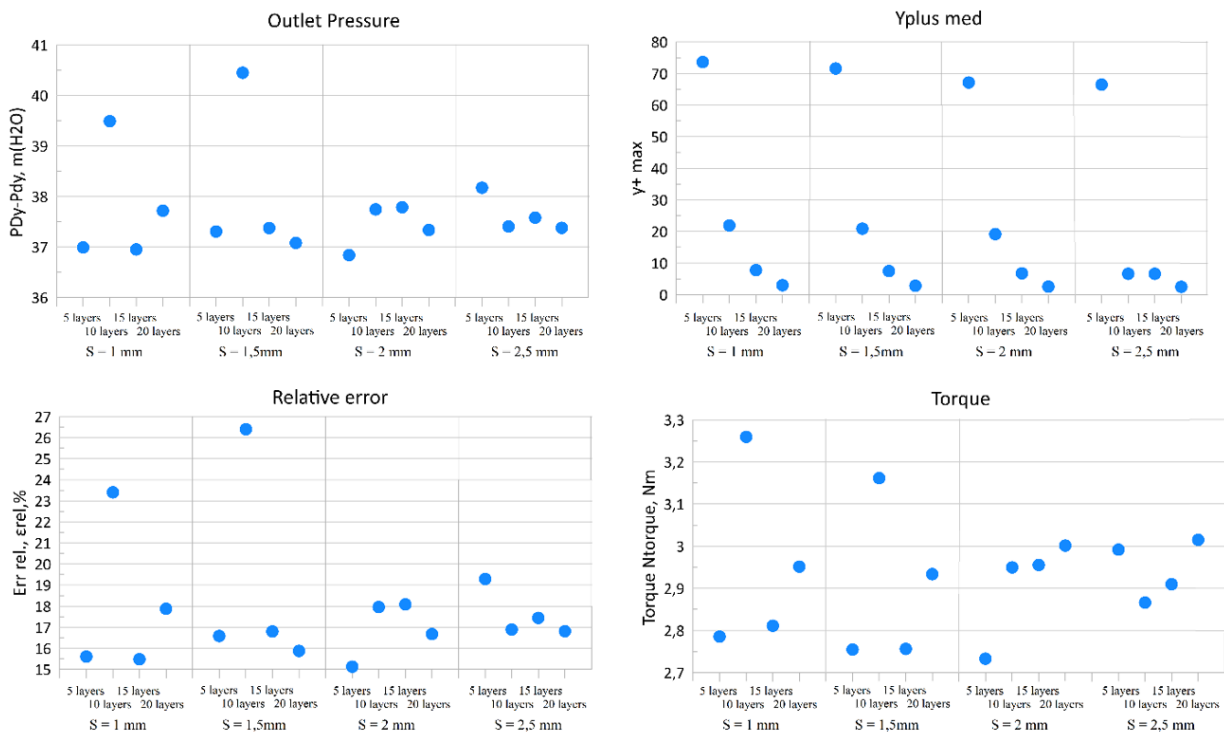 Outlet Pressure
PDy-Pdy, m(H2O)
41
40
39
38
37
36
5 layers 15 layers 5 layers 15 layers 5 layers 15 layers 5 layers 15 layers
10 layers 20 layers 10 layers 20 layers 10 layers 20 layers 10 layers 20 layers
S – 1 mm S – 1,5mm S – 2 mm S – 2,5 mm
Yplus med
y+ max
80
70
60
50
40
30
20
10
0
5 layers 15 layers 5 layers 15 layers 5 layers 15 layers 5 layers 15 layers
10 layers 20 layers 10 layers 20 layers 10 layers 20 layers 10 layers 20 layers
S = 1 mm S = 1,5mm S = 2 mm S = 2,5 mm
Relative error
Err rel., εrel,%
27
26
25
24
23
22
21
20
19
18
17
16
15
5 layers 15 layers 5 layers 15 layers 5 layers 15 layers 5 layers 15 layers
10 layers 20 layers 10 layers 20 layers 10 layers 20 layers 10 layers 20 layers
S = 1 mm S = 1,5mm S = 2 mm S = 2,5 mm
Torque
Torque Ntorque, Nm
3,3
3,2
3,1
3
2,9
2,8
2,7
5 layers 15 layers 5 layers 15 layers 5 layers 15 layers 5 layers 15 layers
10 layers 20 layers 10 layers 20 layers 10 layers 20 layers 10 layers 20 layers
S = 1 mm S = 1,5mm S = 2 mm S = 2,5 mm